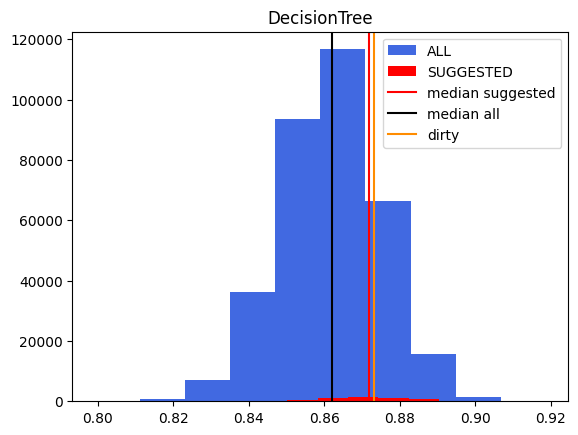 DecisionTree
120000
100000
80000
60000
40000
20000
0
ALL
SUGGESTED
median suggested
median all
dirty
0.80 0.82 0.84 0.86 0.88 0.90 0.92